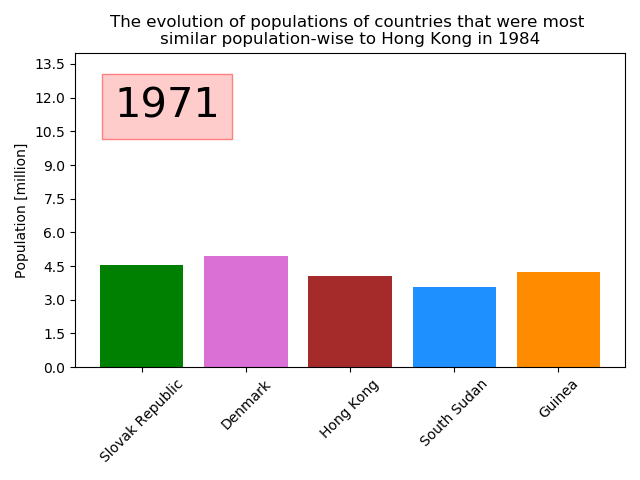 The evolution of populations of countries that were most
similar population-wise to Hong Kong in 1984
1971
Population [million]
13.5
12.0
10.5
9.0
7.5
6.0
4.5
3.0
1.5
0.0
Slovak Republic
Denmark
Hong Kong
South Sudan
Guinea